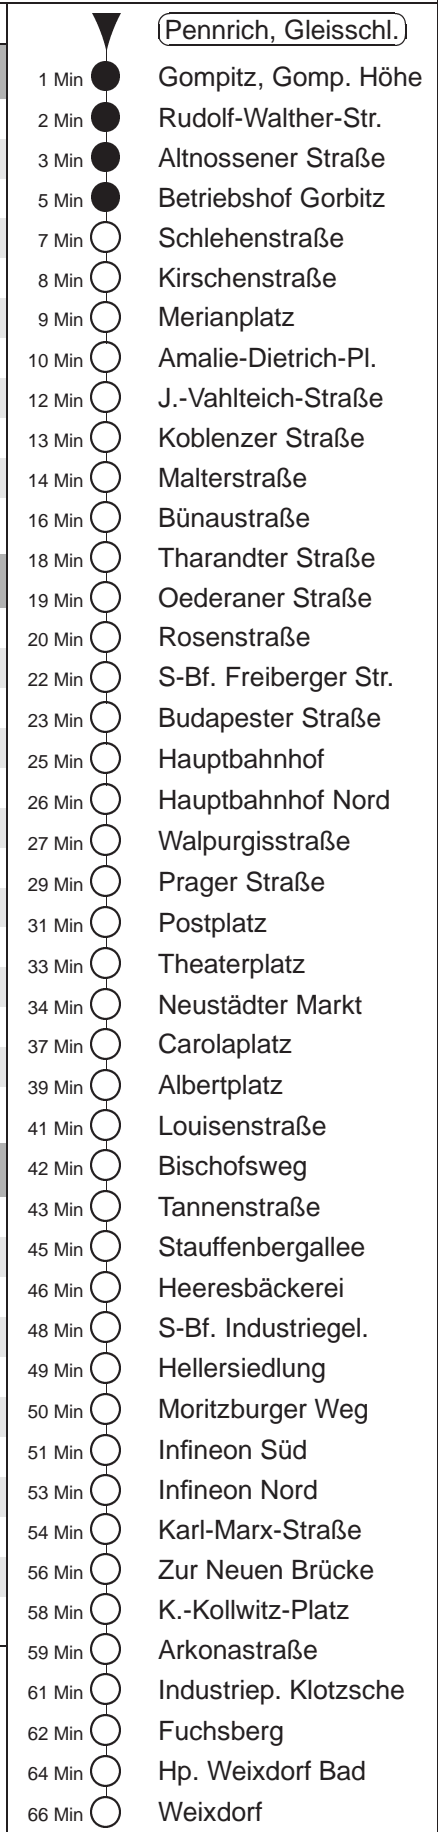 Pennrich, Gleisschl.
1 Min Gompitz, Gomp. Höhe
2 Min Rudolf-Walther-Str.
3 Min Altnossener Straße
5 Min Betriebshof Gorbitz
7 Min Schlehenstraße
8 Min Kirschenstraße
9 Min Merianplatz
10 Min Amalie-Dietrich-Pl.
12 Min J.-Vahlteich-Straße
13 Min Koblenzer Straße
14 Min Malterstraße
16 Min Bünaustraße
18 Min Tharandter Straße
19 Min Oederaner Straße
20 Min Rosenstraße
22 Min S-Bf. Freiberger Str.
23 Min Budapester Straße
25 Min Hauptbahnhof
26 Min Hauptbahnhof Nord
27 Min Walpurgisstraße
29 Min Prager Straße
31 Min Postplatz
33 Min Theaterplatz
34 Min Neustädter Markt
37 Min Carolaplatz
39 Min Albertplatz
41 Min Louisenstraße
42 Min Bischofsweg
43 Min Tannenstraße
45 Min Stauffenbergallee
46 Min Heeresbäckerei
48 Min S-Bf. Industriegel.
49 Min Hellersiedlung
50 Min Moritzburger Weg
51 Min Infineon Süd
53 Min Infineon Nord
54 Min Karl-Marx-Straße
56 Min Zur Neuen Brücke
58 Min K.-Kollwitz-Platz
59 Min Arkonastraße
61 Min Industriep. Klotzsche
62 Min Fuchsberg
64 Min Hp. Weixdorf Bad
66 Min Weixdorf